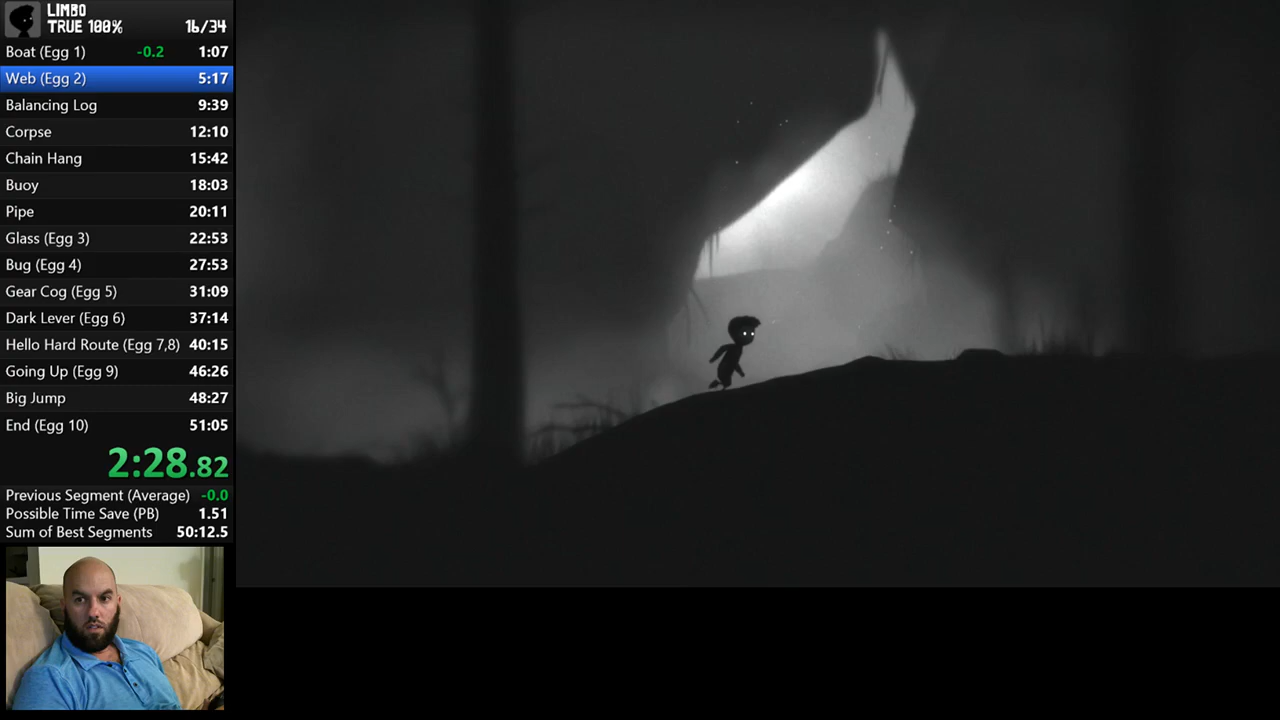 LIMBO
TRUE 100% 16/34
Boat (Egg 1) -0.2 1:07
Web (Egg 2) 5:17
Balancing Log 9:39
Corpse 12:10
Chain Hang 15:42
Buoy 18:03
Pipe 20:11
Glass (Egg 3) 22:53
Bug (Egg 4) 27:53
Gear Cog (Egg 5) 31:09
Dark Lever (Egg 6) 37:14
Hello Hard Route (Egg 7,8) 40:15
Going Up (Egg 9) 46:26
Big Jump 48:27
End (Egg 10) 51:05
2:28.82
Previous Segment (Average) -0.0
Possible Time Save (PB) 1.51
Sum of Best Segments 50:12.5